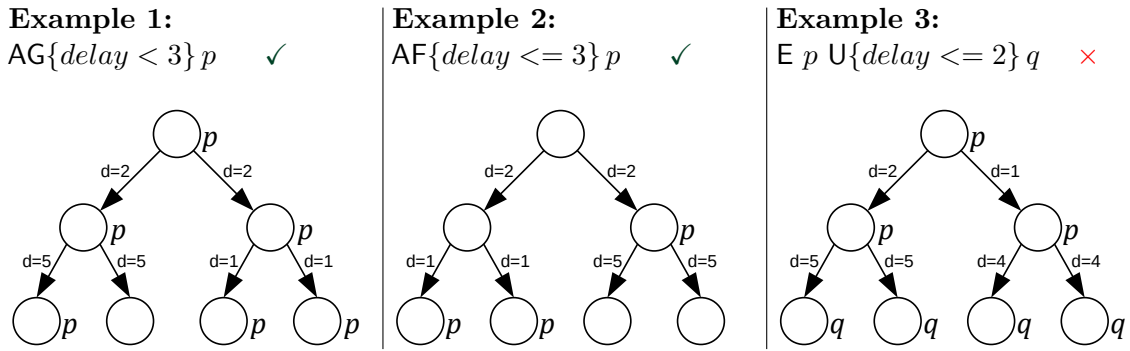 Example 1:
AG{delay < 3} p ✓
p
d=2 d=2
p p
d=5 d=5 d=1 d=1
p p p
Example 2:
AF{delay <= 3} p ✓
d=2 d=2
p
d=1 d=1 d=5 d=5
p p
Example 3:
E p U{delay <= 2} q ×
p
d=2 d=1
p p
d=5 d=5 d=4 d=4
q q q q